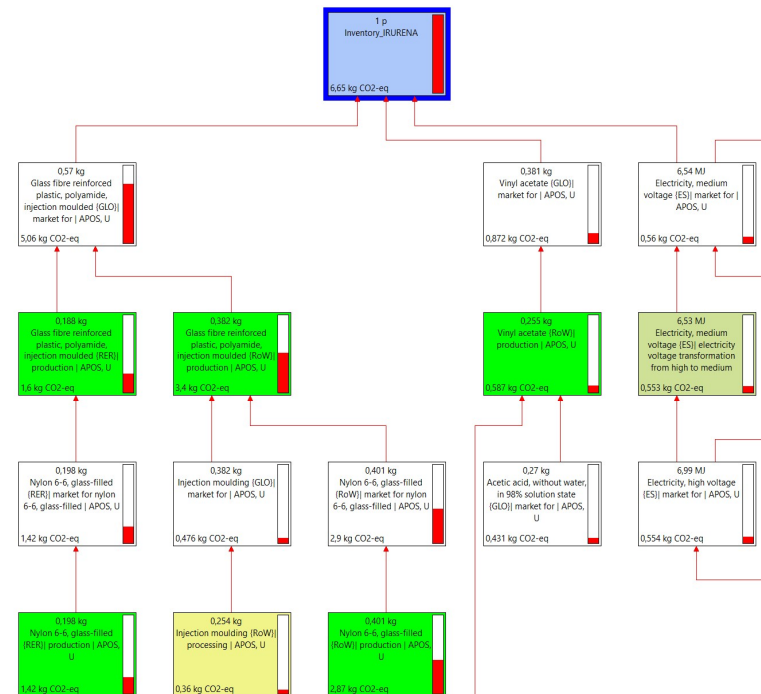 1 p
Inventory_IRURENA
6,65 kg CO2-eq
0,57 kg
Glass fibre reinforced
plastic, polyamide,
injection moulded {GLO}|
market for | APOS, U
5,06 kg CO2-eq
0,381 kg
Vinyl acetate {GLO}|
market for | APOS, U
0,872 kg CO2-eq
6,54 MJ
Electricity, medium
voltage {ES}| market for |
APOS, U
0,56 kg CO2-eq
0,188 kg
Glass fibre reinforced
plastic, polyamide,
injection moulded {RER}|
production | APOS, U
1,6 kg CO2-eq
0,382 kg
Glass fibre reinforced
plastic, polyamide,
injection moulded {RoW}|
production | APOS, U
3,4 kg CO2-eq
0,255 kg
Vinyl acetate {RoW}|
production | APOS, U
0,587 kg CO2-eq
6,53 MJ
Electricity, medium
voltage {ES}| electricity
voltage transformation
from high to medium
0,553 kg CO2-eq
0,198 kg
Nylon 6-6, glass-filled
{RER}| market for nylon
6-6, glass-filled | APOS, U
1,42 kg CO2-eq
0,382 kg
Injection moulding {GLO}|
market for | APOS, U
0,476 kg CO2-eq
0,401 kg
Nylon 6-6, glass-filled
{RoW}| market for nylon
6-6, glass-filled | APOS, U
2,9 kg CO2-eq
0,27 kg
Acetic acid, without water,
in 98% solution state
{GLO}| market for | APOS,
U
0,431 kg CO2-eq
6,99 MJ
Electricity, high voltage
{ES}| market for | APOS, U
0,554 kg CO2-eq
0,198 kg
Nylon 6-6, glass-filled
{RER}| production | APOS,
U
1,42 kg CO2-eq
0,254 kg
Injection moulding {RoW}|
processing | APOS, U
0,36 kg CO2-eq
0,401 kg
Nylon 6-6, glass-filled
{RoW}| production | APOS,
U
2,87 kg CO2-eq